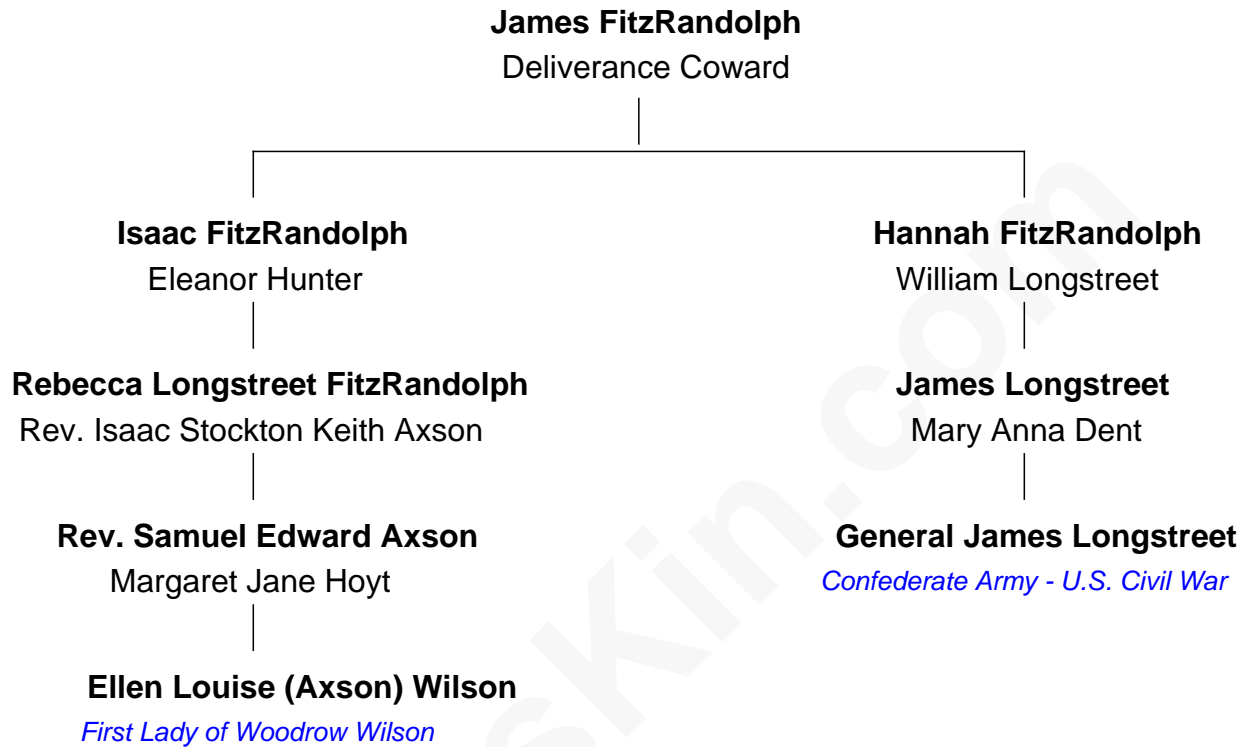 James FitzRandolph
Deliverance Coward
Isaac FitzRandolph
Eleanor Hunter
Hannah FitzRandolph
William Longstreet
Rebecca Longstreet FitzRandolph
Rev. Isaac Stockton Keith Axson
James Longstreet
Mary Anna Dent
Rev. Samuel Edward Axson
Margaret Jane Hoyt
General James Longstreet
Confederate Army - U.S. Civil War
Ellen Louise (Axson) Wilson
First Lady of Woodrow Wilson
sKin.com